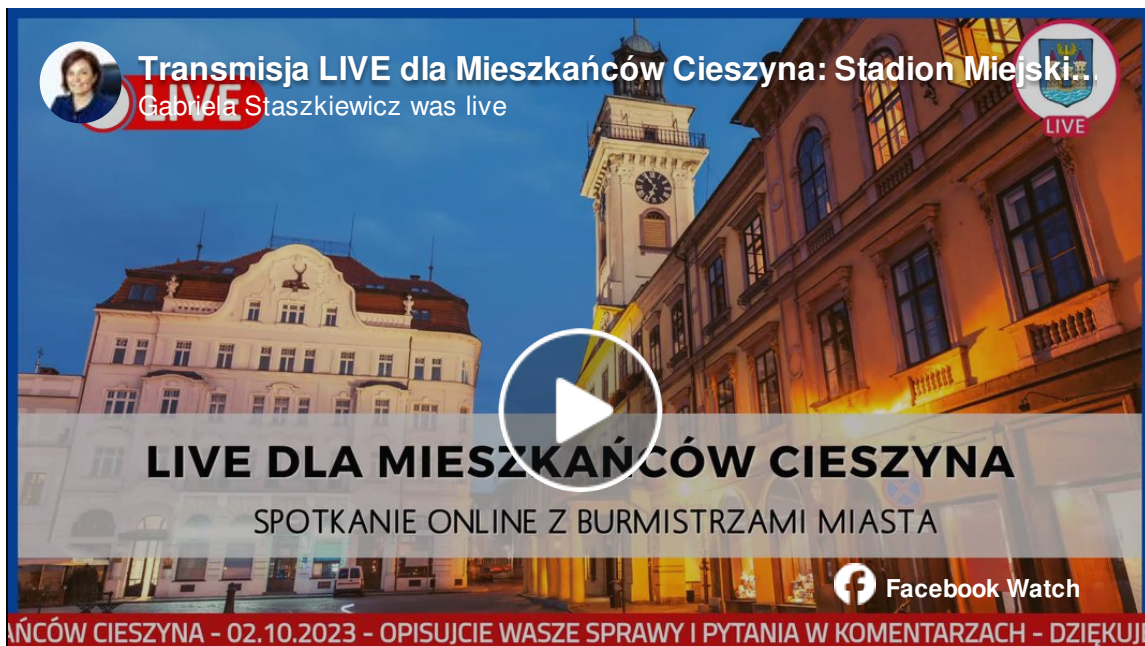 Transmisja LIVE dla Mieszkańców Cieszyna: Stadion Miejski...
LIVE
Gabriela Staszkiewicz was live
LIVE
LIVE DLA MIESZKAŃCÓW CIESZYNA
SPOTKANIE ONLINE Z BURMISTRZAMI MIASTA
Facebook Watch
AŃCÓW CIESZYNA - 02.10.2023 - OPISUJCIE WASZE SPRAWY I PYTANIA W KOMENTARZACH - DZIĘKUJ